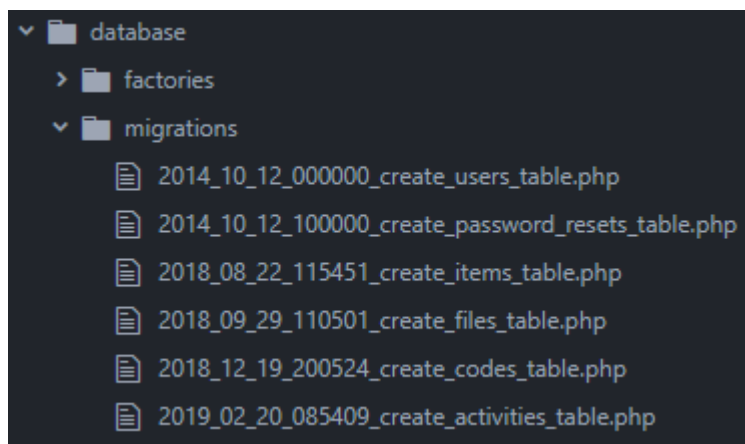 database
factories
migrations
2014_10_12_000000_create_users_table.php
2014_10_12_100000_create_password_resets_table.php
2018_08_22_115451_create_items_table.php
2018_09_29_110501_create_files_table.php
2018_12_19_200524_create_codes_table.php
2019_02_20_085409_create_activities_table.php